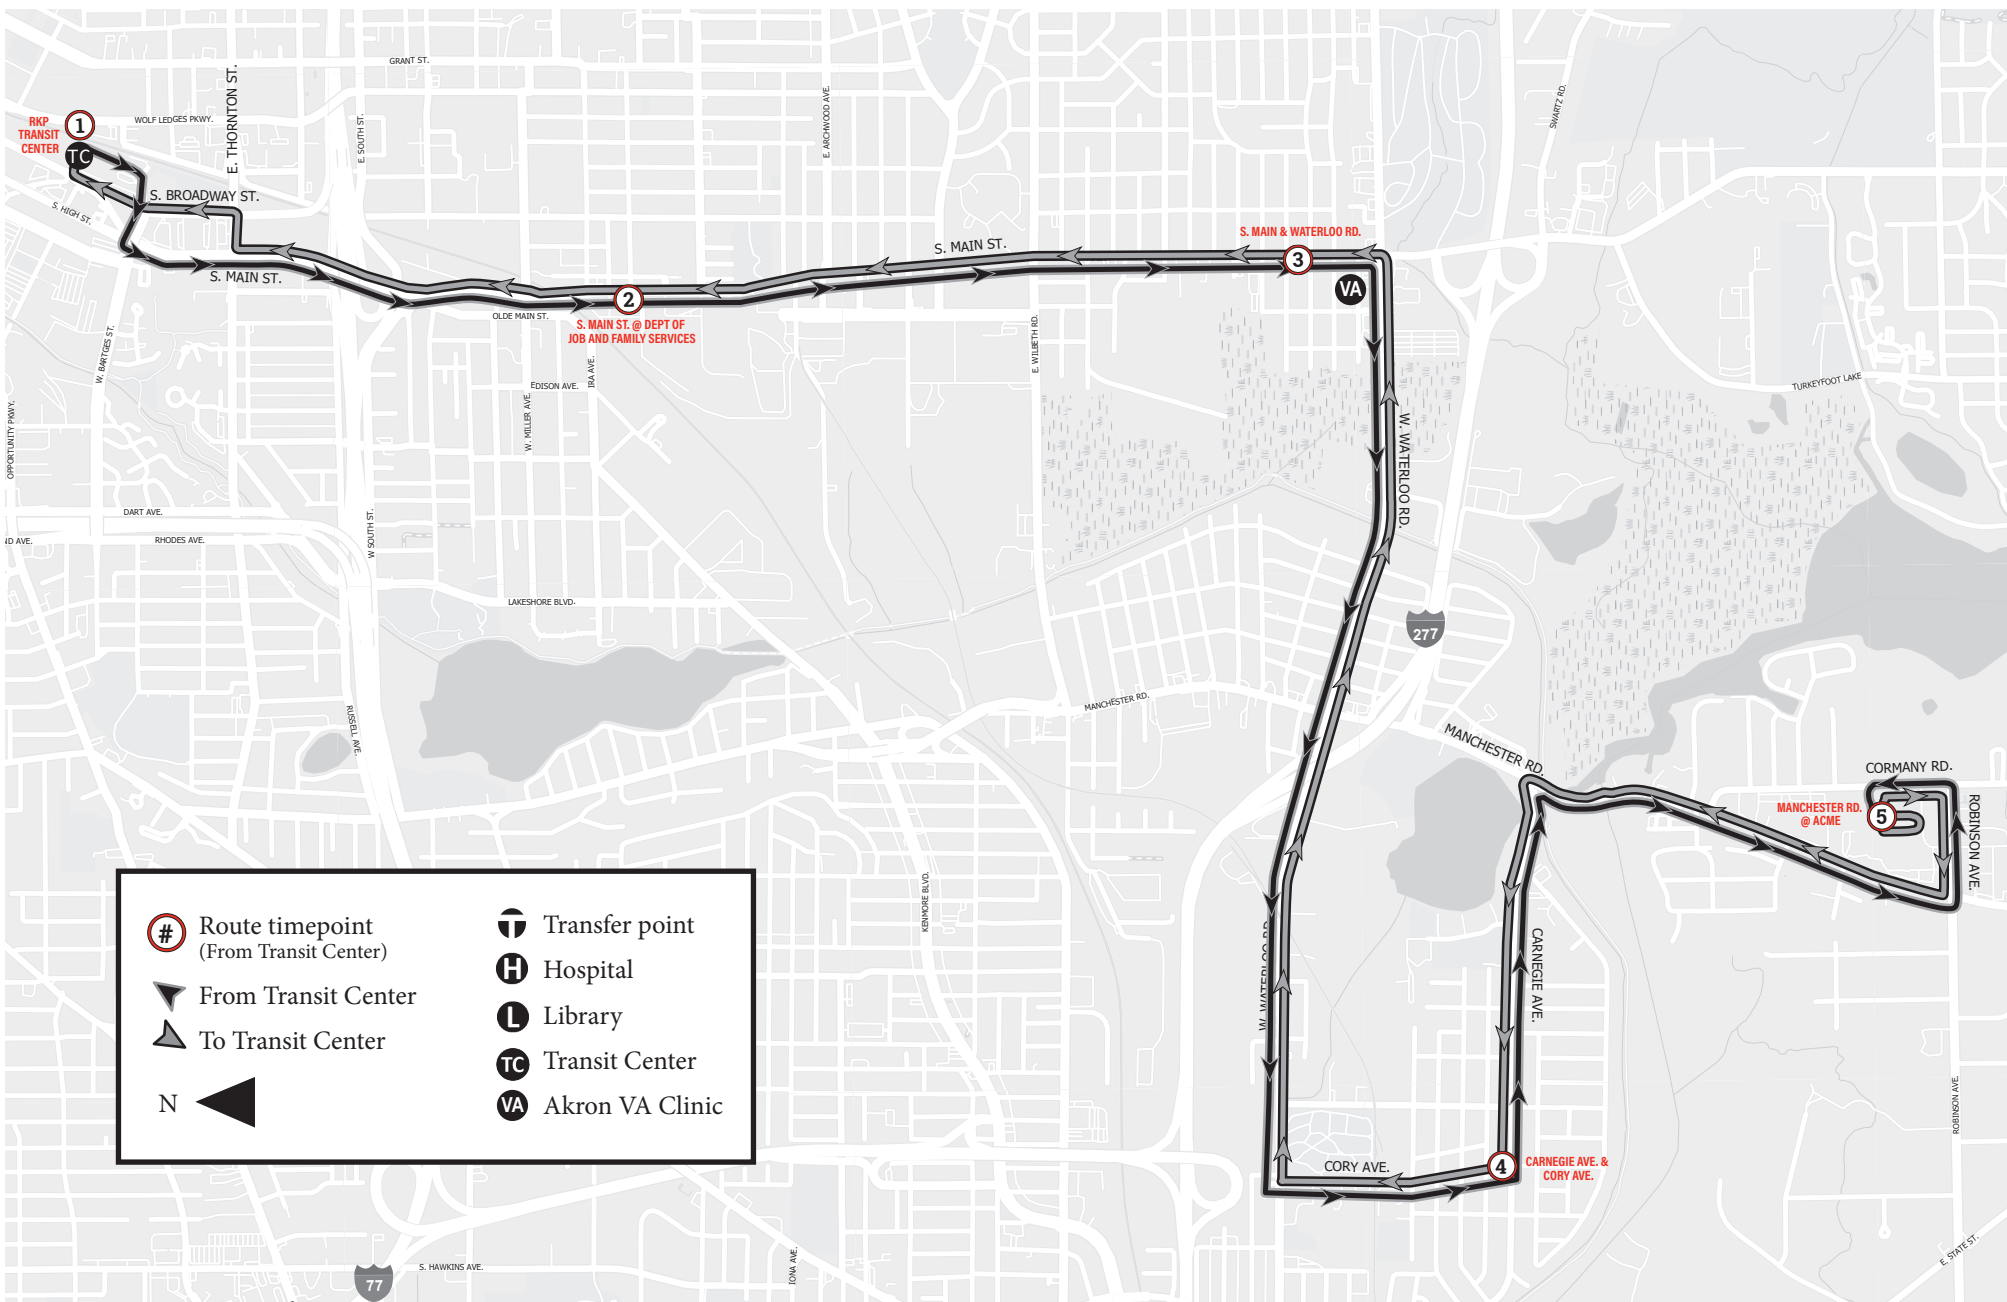 GRANT ST.
E. THORNTON ST.
WOLF LEDGES PKWY.
E. SOUTH ST.
E. ARCHWOOD AVE.
SWARTZ RD.
RKP
TRANSIT
CENTER
1
TC
S. BROADWAY ST.
S. HIGH ST.
S. MAIN ST.
S. MAIN ST.
S. MAIN & WATERLOO RD.
3
VA
2
OLDE MAIN ST.
S. MAIN ST. @ DEPT OF
JOB AND FAMILY SERVICES
W. BARTGES ST.
E. WILBETH RD.
EDISON AVE.
IRA AVE.
W. MILLER AVE.
TURKEYFOOT LAKE
OPPORTUNITY PKWY.
W. WATERLOO RD.
DART AVE.
ND AVE.
RHODES AVE.
W SOUTH ST.
LAKESHORE BLVD.
277
MANCHESTER RD.
RUSSELL AVE.
MANCHESTER RD.
CORMANY RD.
MANCHESTER RD.
@ ACME
5
ROBINSON AVE.
KENMORE BLVD.
W. WATERLOO RD.
CARNEGIE AVE.
#
Route timepoint
(From Transit Center)
From Transit Center
To Transit Center
N
T
Transfer point
H
Hospital
L
Library
TC
Transit Center
VA
Akron VA Clinic
CORY AVE.
4
CARNEGIE AVE. &
CORY AVE.
ROBINSON AVE.
E. STATE ST.
IONA AVE.
S. HAWKINS AVE.
77